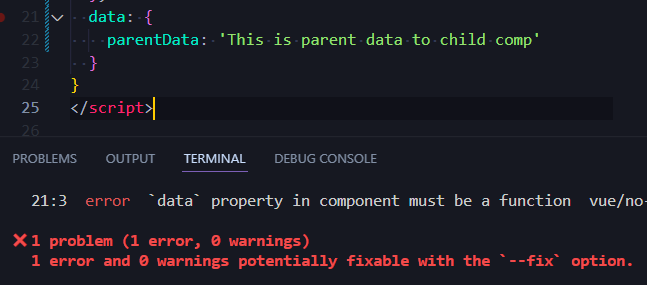 21 data: {
22 parentData: 'This is parent data to child comp'
23 }
24 }
25 </script>
26
PROBLEMS OUTPUT TERMINAL DEBUG CONSOLE
21:3 error `data` property in component must be a function vue/no-
❌ 1 problem (1 error, 0 warnings)
1 error and 0 warnings potentially fixable with the `--fix` option.